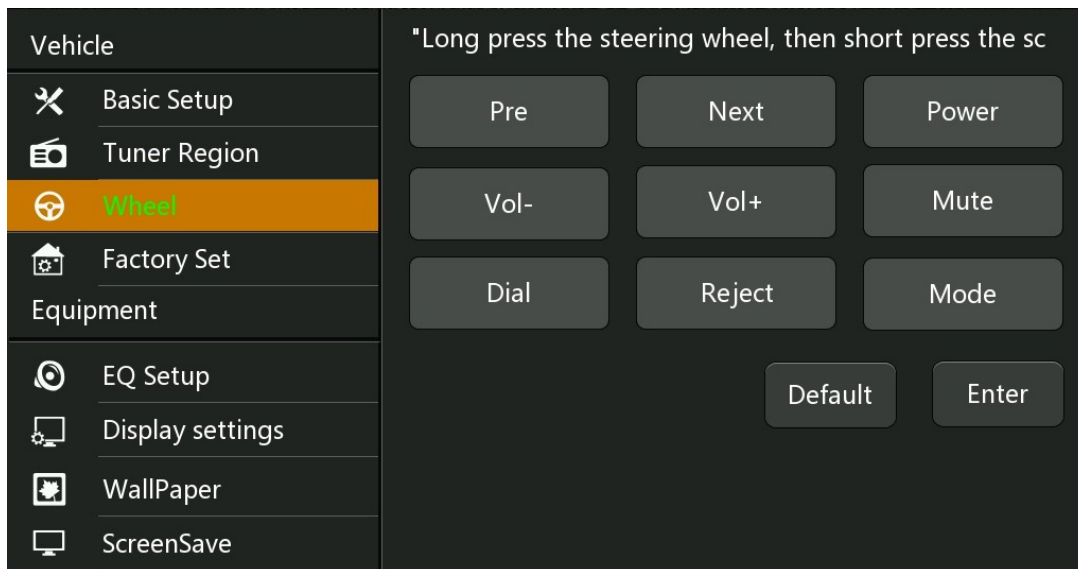 Vehicle
Basic Setup
Tuner Region
Wheel
Factory Set
Equipment
EQ Setup
Display settings
WallPaper
ScreenSave
"Long press the steering wheel, then short press the sc
Pre
Next
Power
Vol-
Vol+
Mute
Dial
Reject
Mode
Default
Enter